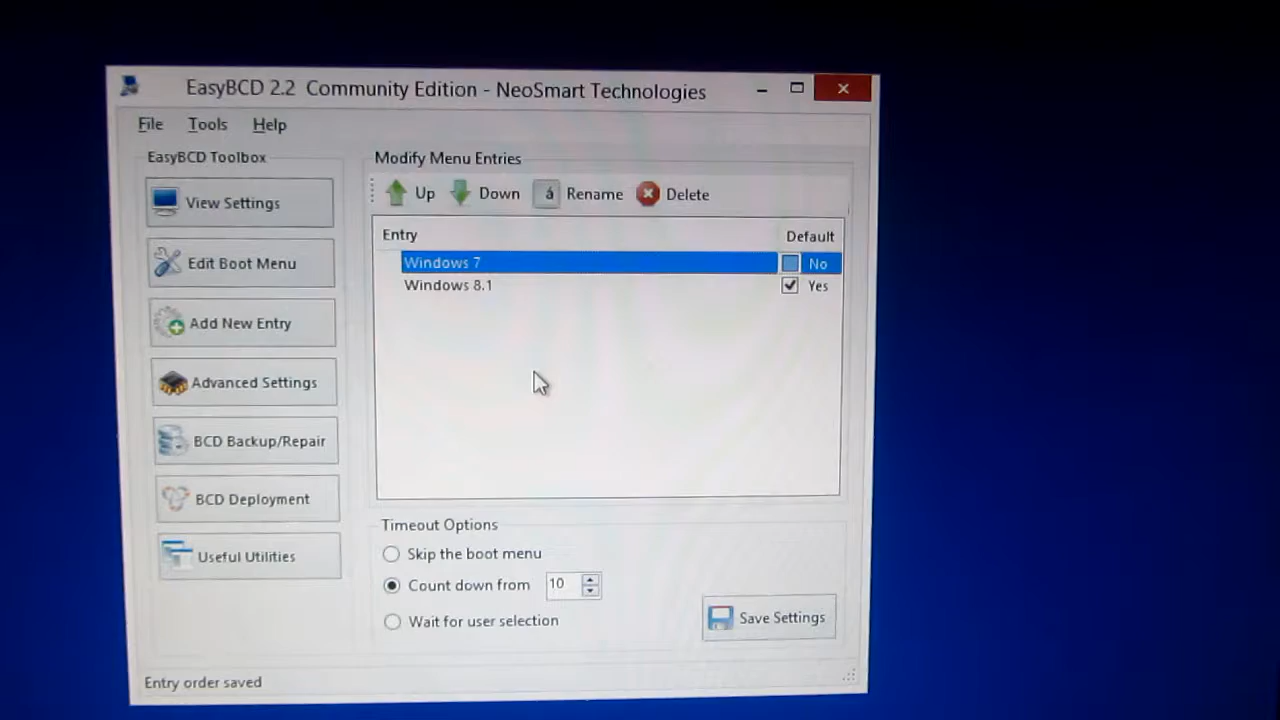 EasyBCD 2.2 Community Edition - NeoSmart Technologies
File Tools Help
EasyBCD Toolbox
View Settings
Edit Boot Menu
Add New Entry
Advanced Settings
BCD Backup/Repair
BCD Deployment
Useful Utilities
Modify Menu Entries
Up Down á Rename Delete
Entry Default
Windows 7 No
Windows 8.1 Yes
Timeout Options
Skip the boot menu
Count down from 10
Wait for user selection
Save Settings
Entry order saved